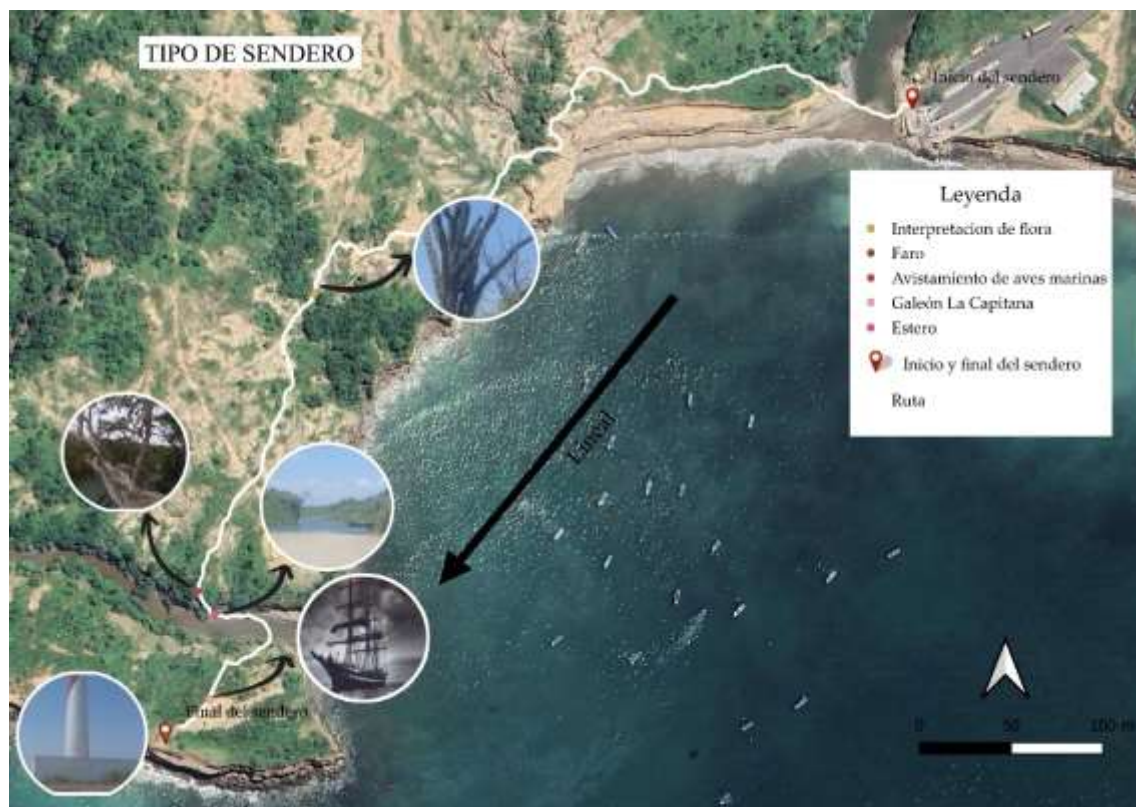 TIPO DE SENDERO
Inicio del sendero
Leyenda
Interpretacion de flora
Faro
Avistamiento de aves marinas
Galeón La Capitana
Estero
Inicio y final del sendero
Ruta
Lineal
Final del sendero
0 50 100 m